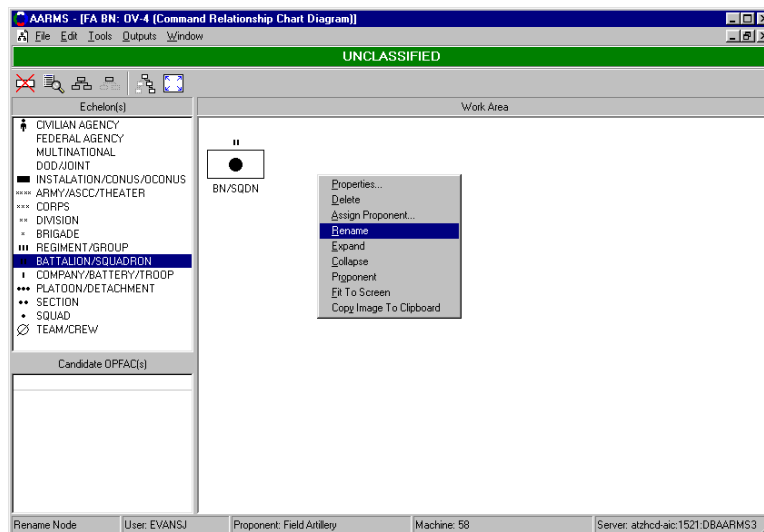 AARMS - [FA BN: OV-4 (Command Relationship Chart Diagram)]
File Edit Tools Outputs Window
UNCLASSIFIED
Echelon(s)
Work Area
CIVILIAN AGENCY
FEDERAL AGENCY
MULTINATIONAL
DOD/JOINT
INSTALATION/CONUS/OCONUS
ARMY/ASCC/THEATER
CORPS
DIVISION
BRIGADE
REGIMENT/GROUP
BATTALION/SQUADRON
COMPANY/BATTERY/TROOP
PLATOON/DETACHMENT
SECTION
SQUAD
TEAM/CREW
BN/SQDN
Properties...
Delete
Assign Proponent...
Rename
Expand
Collapse
Proponent
Fit To Screen
Copy Image To Clipboard
Candidate OPFAC(s)
Rename Node User: EVANSJ Proponent: Field Artillery Machine: 58 Server: atzhcd-aic:1521:DBAARMS3